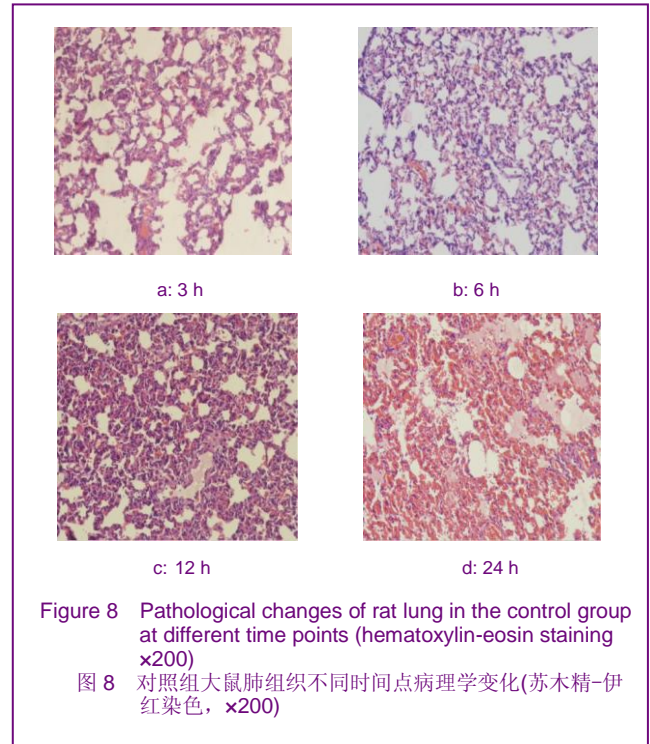 a: 3 h
b: 6 h
c: 12 h
d: 24 h
Figure 8 Pathological changes of rat lung in the control group
at different time points (hematoxylin-eosin staining
×200)
图 8 对照组大鼠肺组织不同时间点病理学变化(苏木精-伊
红染色，×200)